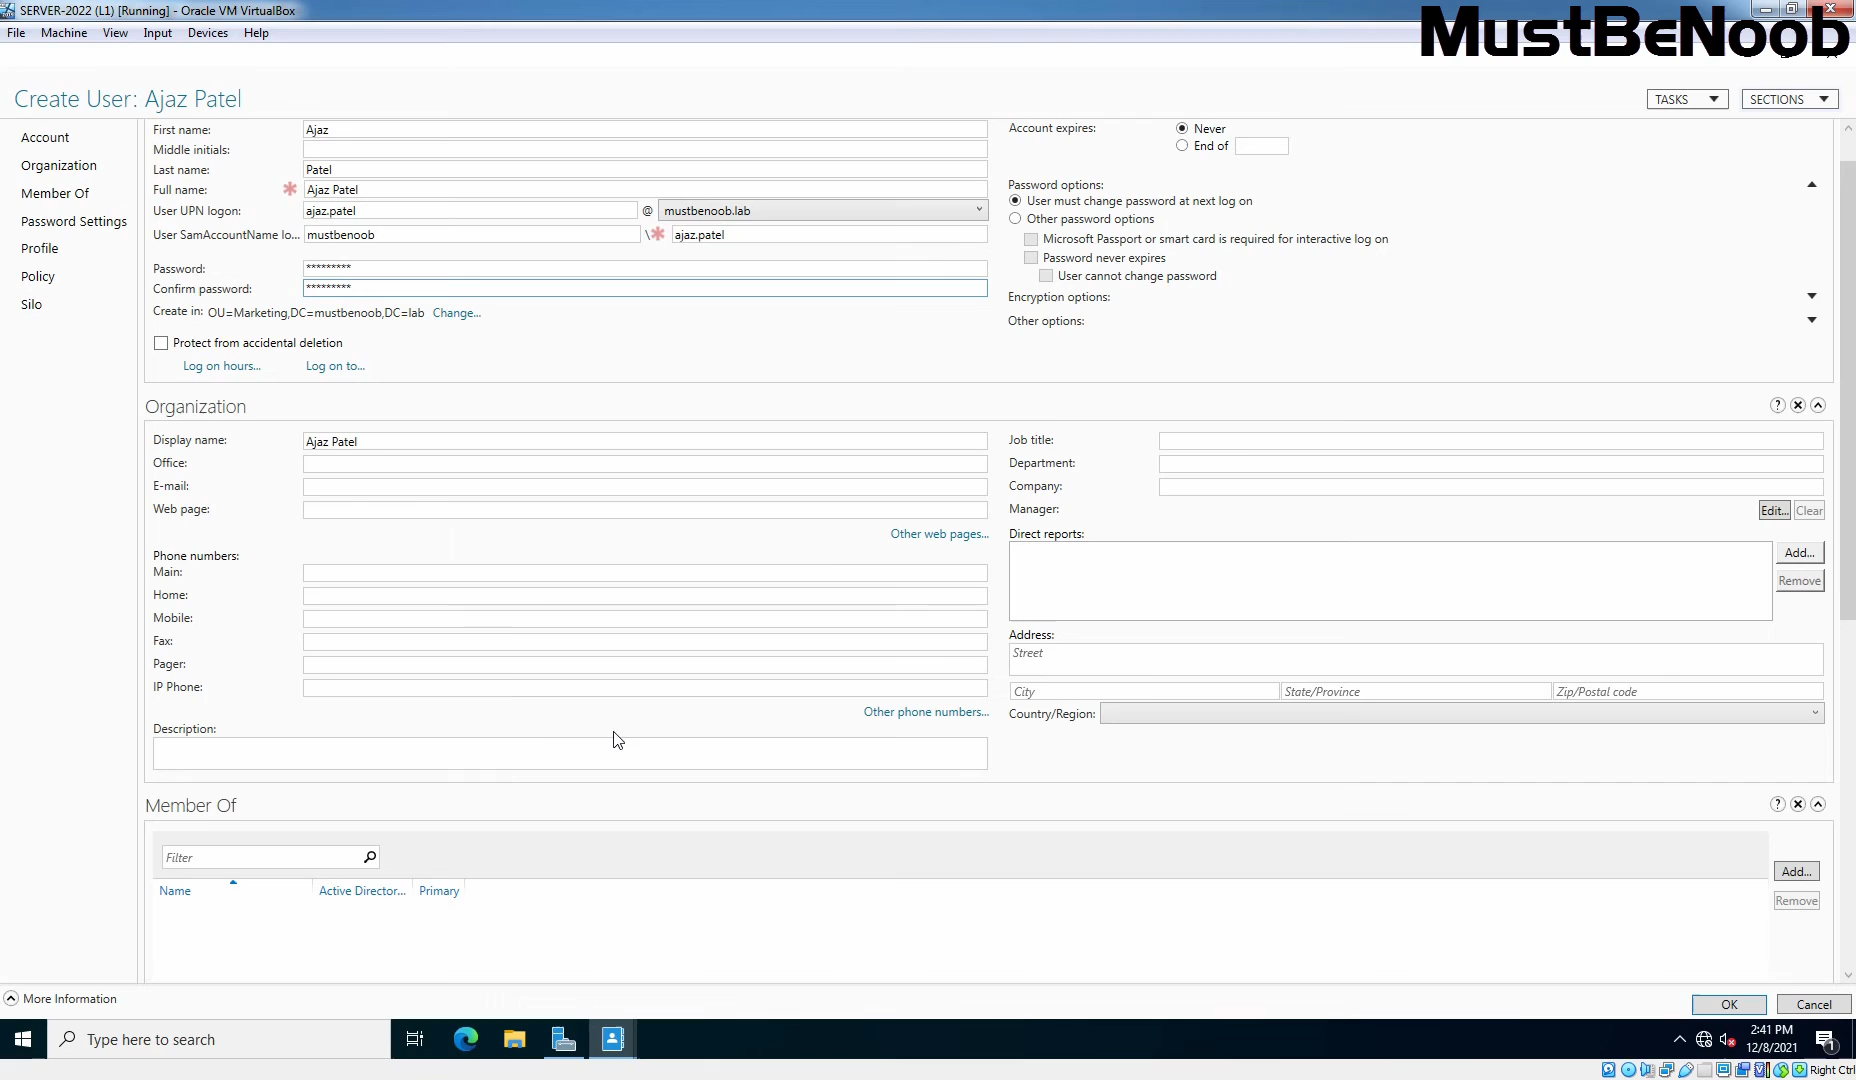 SERVER-2022 (L1) [Running] - Oracle VM VirtualBox
File Machine View Input Devices Help
MustBeNoob
Create User: Ajaz Patel
TASKS
SECTIONS
Account
Organization
Member Of
Password Settings
Profile
Policy
Silo
First name: Ajaz
Middle initials:
Last name: Patel
Full name: * Ajaz Patel
User UPN logon: ajaz.patel @ mustbenoob.lab
User SamAccountName lo... mustbenoob \* ajaz.patel
Password: *********
Confirm password: *********
Create in: OU=Marketing,DC=mustbenoob,DC=lab Change...
Protect from accidental deletion
Log on hours... Log on to...
Account expires: Never
End of
Password options:
User must change password at next log on
Other password options
Microsoft Passport or smart card is required for interactive log on
Password never expires
User cannot change password
Encryption options:
Other options:
Organization
?
Display name: Ajaz Patel
Office:
E-mail:
Web page:
Other web pages...
Phone numbers:
Main:
Home:
Mobile:
Fax:
Pager:
IP Phone:
Other phone numbers...
Description:
Job title:
Department:
Company:
Manager: Edit... Clear
Direct reports:
Add...
Remove
Address:
Street
City State/Province Zip/Postal code
Country/Region:
Member Of
?
Filter
Name Active Director... Primary
Add...
Remove
More Information
OK Cancel
Type here to search
2:41 PM
12/8/2021
1
Right Ctrl